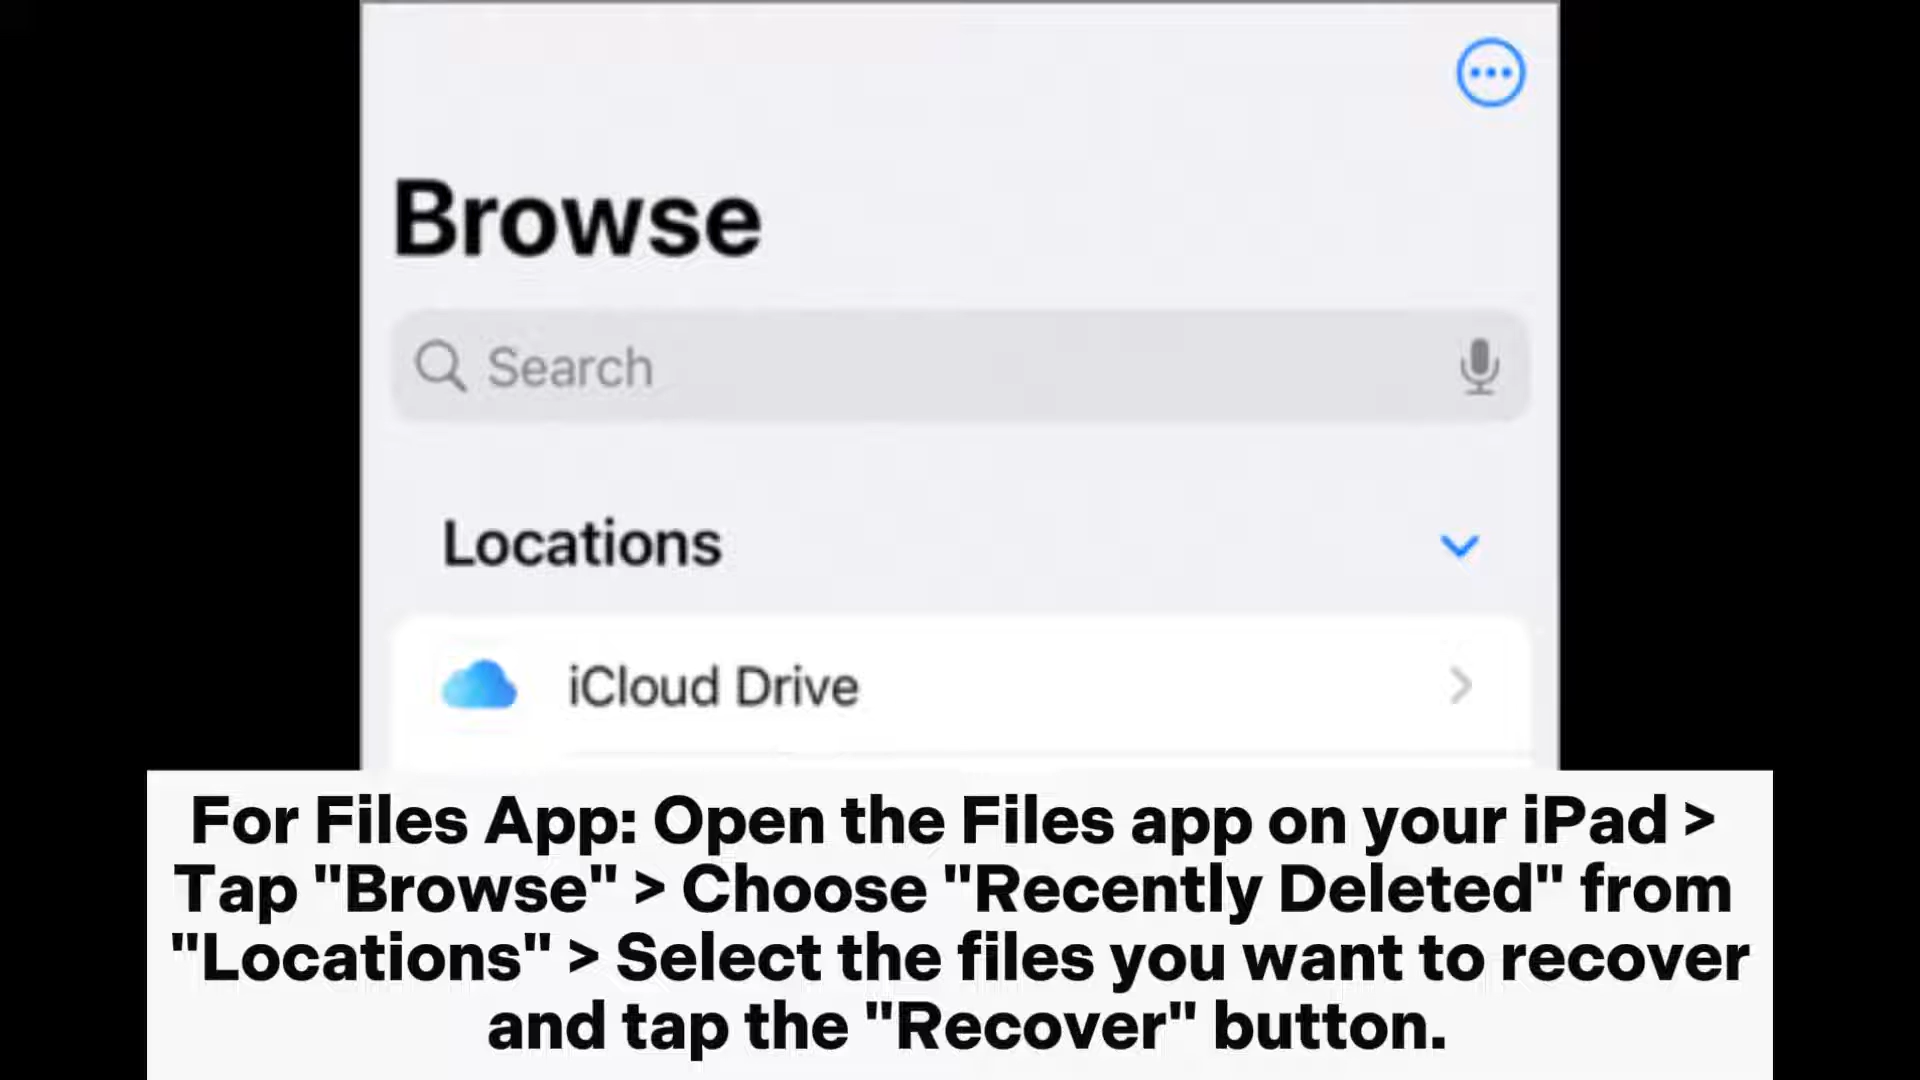 Browse
Search
Locations
iCloud Drive
For Files App: Open the Files app on your iPad >
Tap "Browse" > Choose "Recently Deleted" from
"Locations" > Select the files you want to recover
and tap the "Recover" button.